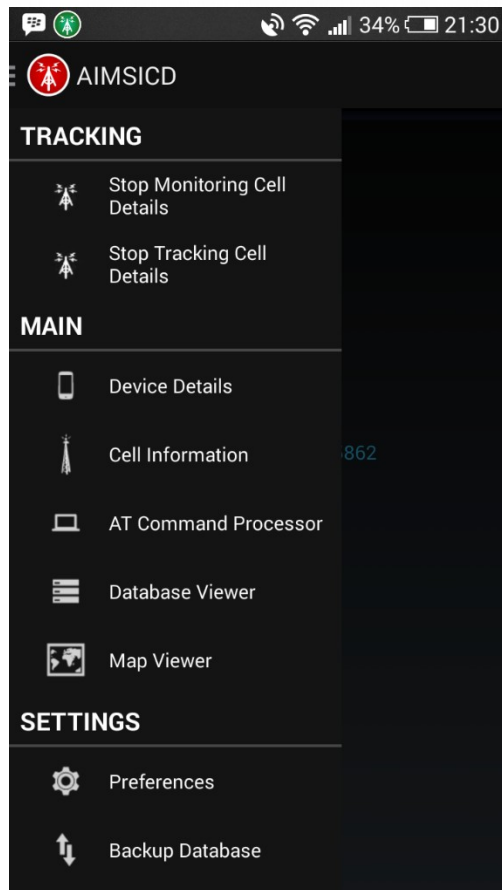 34% 21:30
AIMSICD
TRACKING
Stop Monitoring Cell
Details
Stop Tracking Cell
Details
MAIN
Device Details
Cell Information
862
AT Command Processor
Database Viewer
Map Viewer
SETTINGS
Preferences
Backup Database